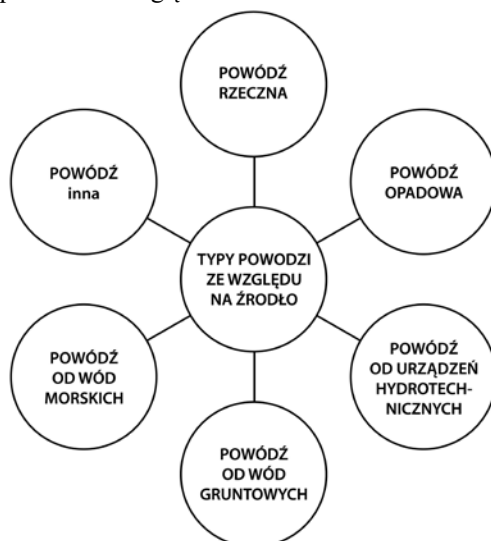 POWÓDŹ
RZECZNA
POWÓDŹ
inna
POWÓDŹ
OPADOWA
TYPY POWODZI
ZE WZGLĘDU
NA ŹRODŁO
POWÓDŹ
OD WÓD
MORSKICH
POWÓDŹ
OD URZĄDZEŃ
HYDROTECH-
NICZNYCH
POWÓDŹ
OD WÓD
GRUNTOWYCH